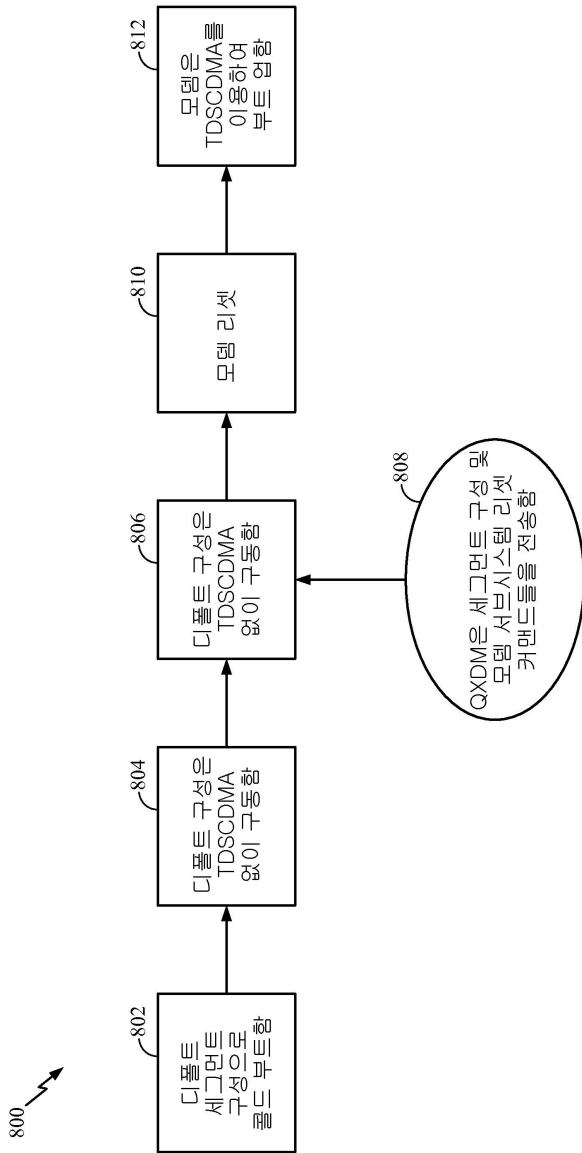 800
802
디폴트
세그먼트
구성으로
콜드 부트함
804
디폴트 구성은
TDSCDMA
없이 구동함
806
디폴트 구성은
TDSCDMA
없이 구동함
808
QXDM은 세그먼트 구성 및
모뎀 서브시스템 리셋
커맨드들을 전송함
810
모뎀 리셋
812
모뎀은
TDSCDMA를
이용하여
부트 업함